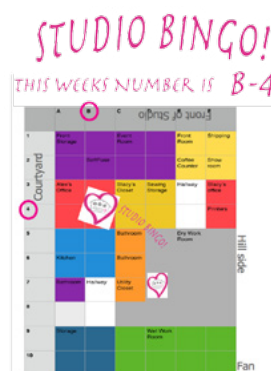 STUDIO BINGO!
THIS WEEKS NUMBER IS B-4
Front of Studio
A B C
1 Front Storage Event Room Front Room Shipping
2 Coffee Counter Show room
Courtyard
3 Alex's Office Stacy's Closet Sewing Storage Hallway Stacy's Office
4 Printers
STUDIO BINGO!
5 Bathroom Dry Work Room
Hill side
6 Kitchen Bathroom
7 Bathroom Hallway Utility Closet
8
9 Storage Wet Work Room
10
Fan